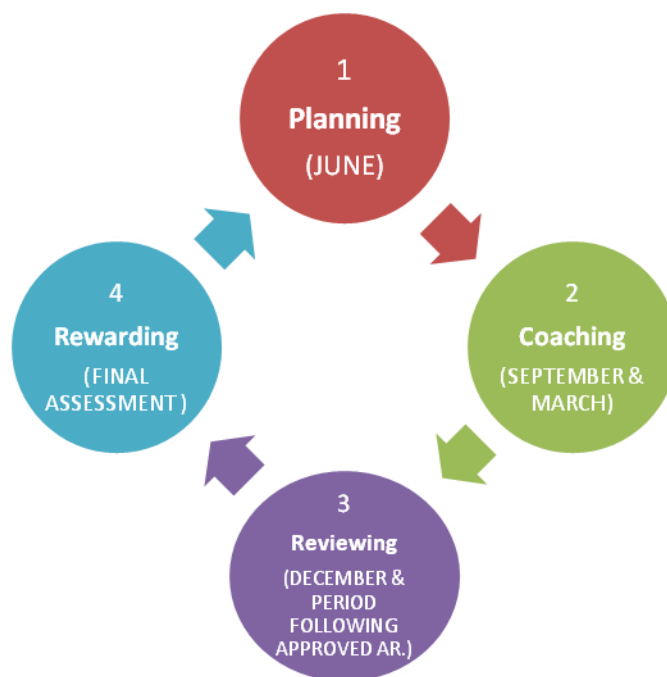 1
Planning
(JUNE)
2
Coaching
(SEPTEMBER &
MARCH)
3
Reviewing
(DECEMBER &
PERIOD
FOLLOWING
APPROVED AR.)
4
Rewarding
(FINAL
ASSESSMENT )